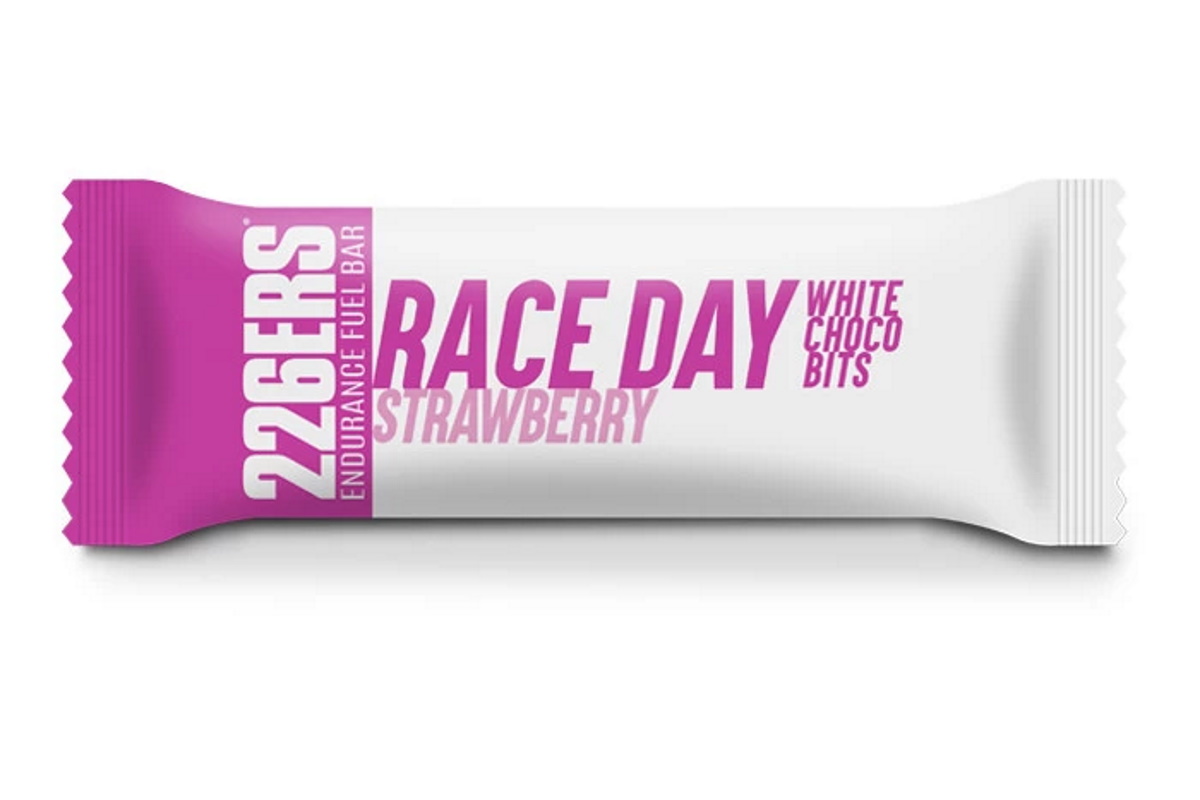 226ERS
ENDURANCE FUEL BAR
RACE DAY
STRAWBERRY
WHITE
CHOCO
BITS